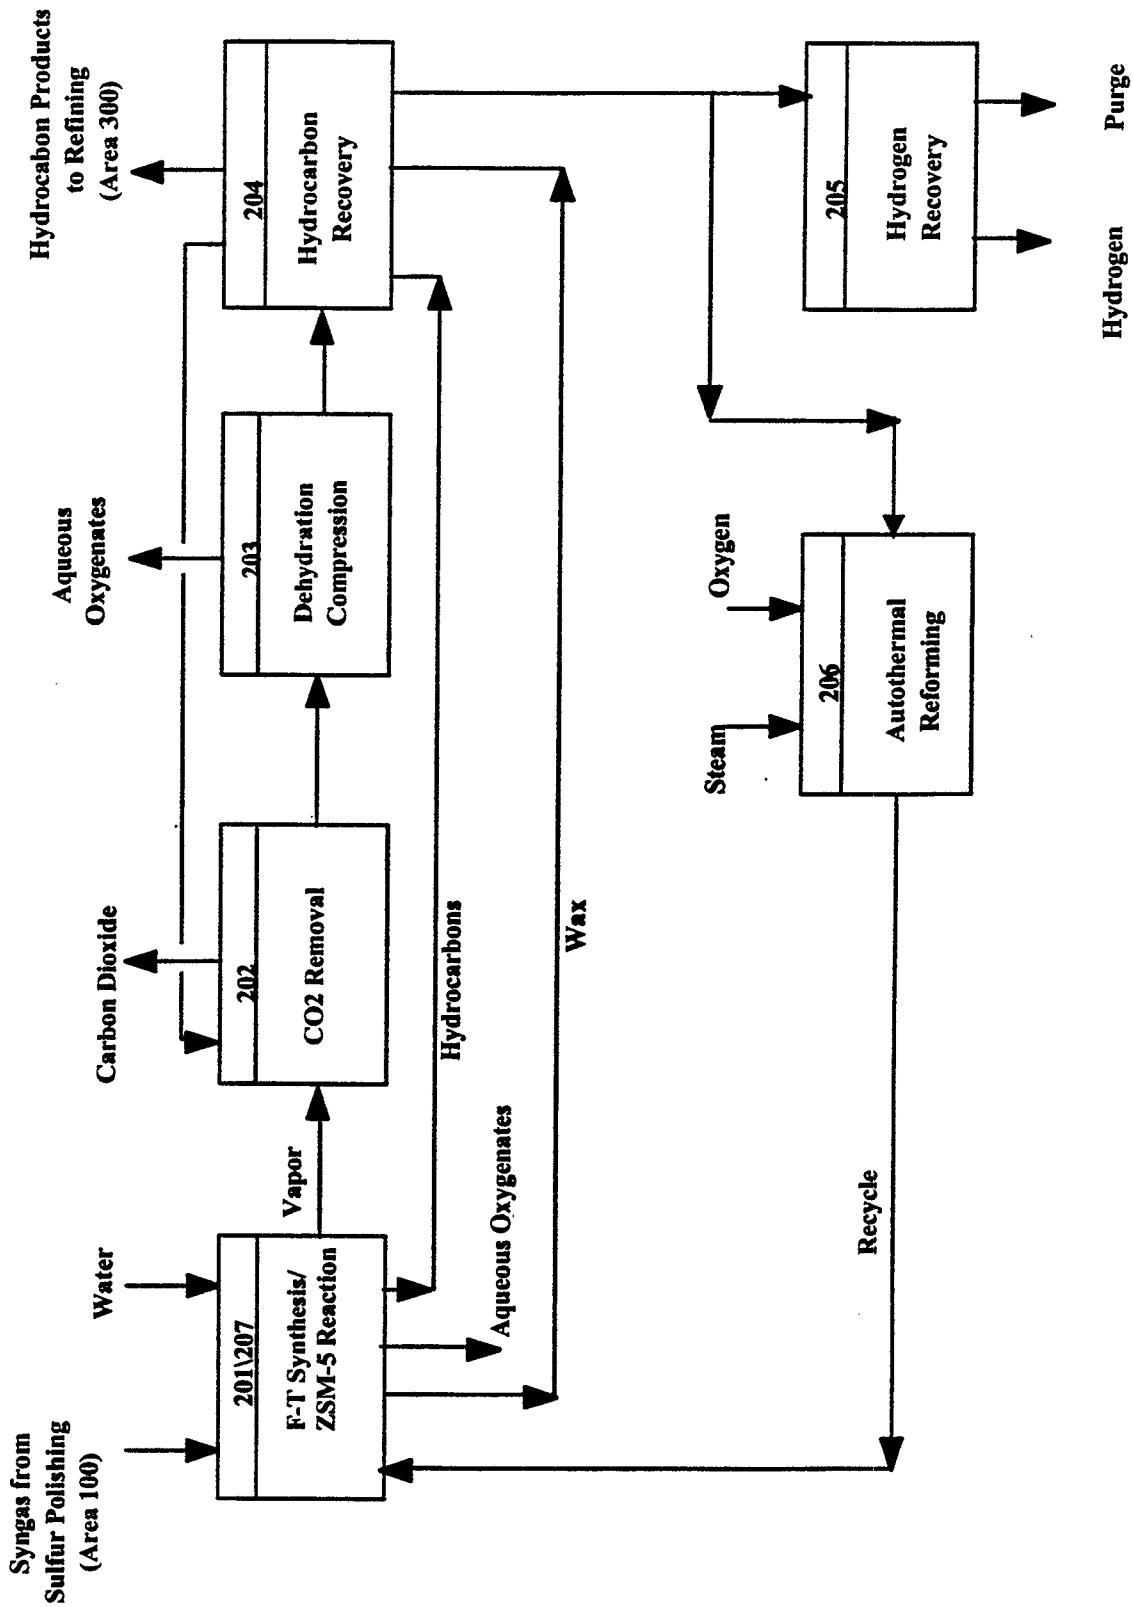 Syngas from
Sulfur Polishing
(Area 100)
Water
Carbon Dioxide
Aqueous
Oxygenates
Hydrocabon Products
to Refining
(Area 300)
201\207
F-T Synthesis/
ZSM-5 Reaction
Vapor
202
CO2 Removal
203
Dehydration
Compression
204
Hydrocarbon
Recovery
Hydrocarbons
Aqueous Oxygenates
Wax
Steam
Oxygen
206
Autothermal
Reforming
205
Hydrogen
Recovery
Recycle
Hydrogen
Purge